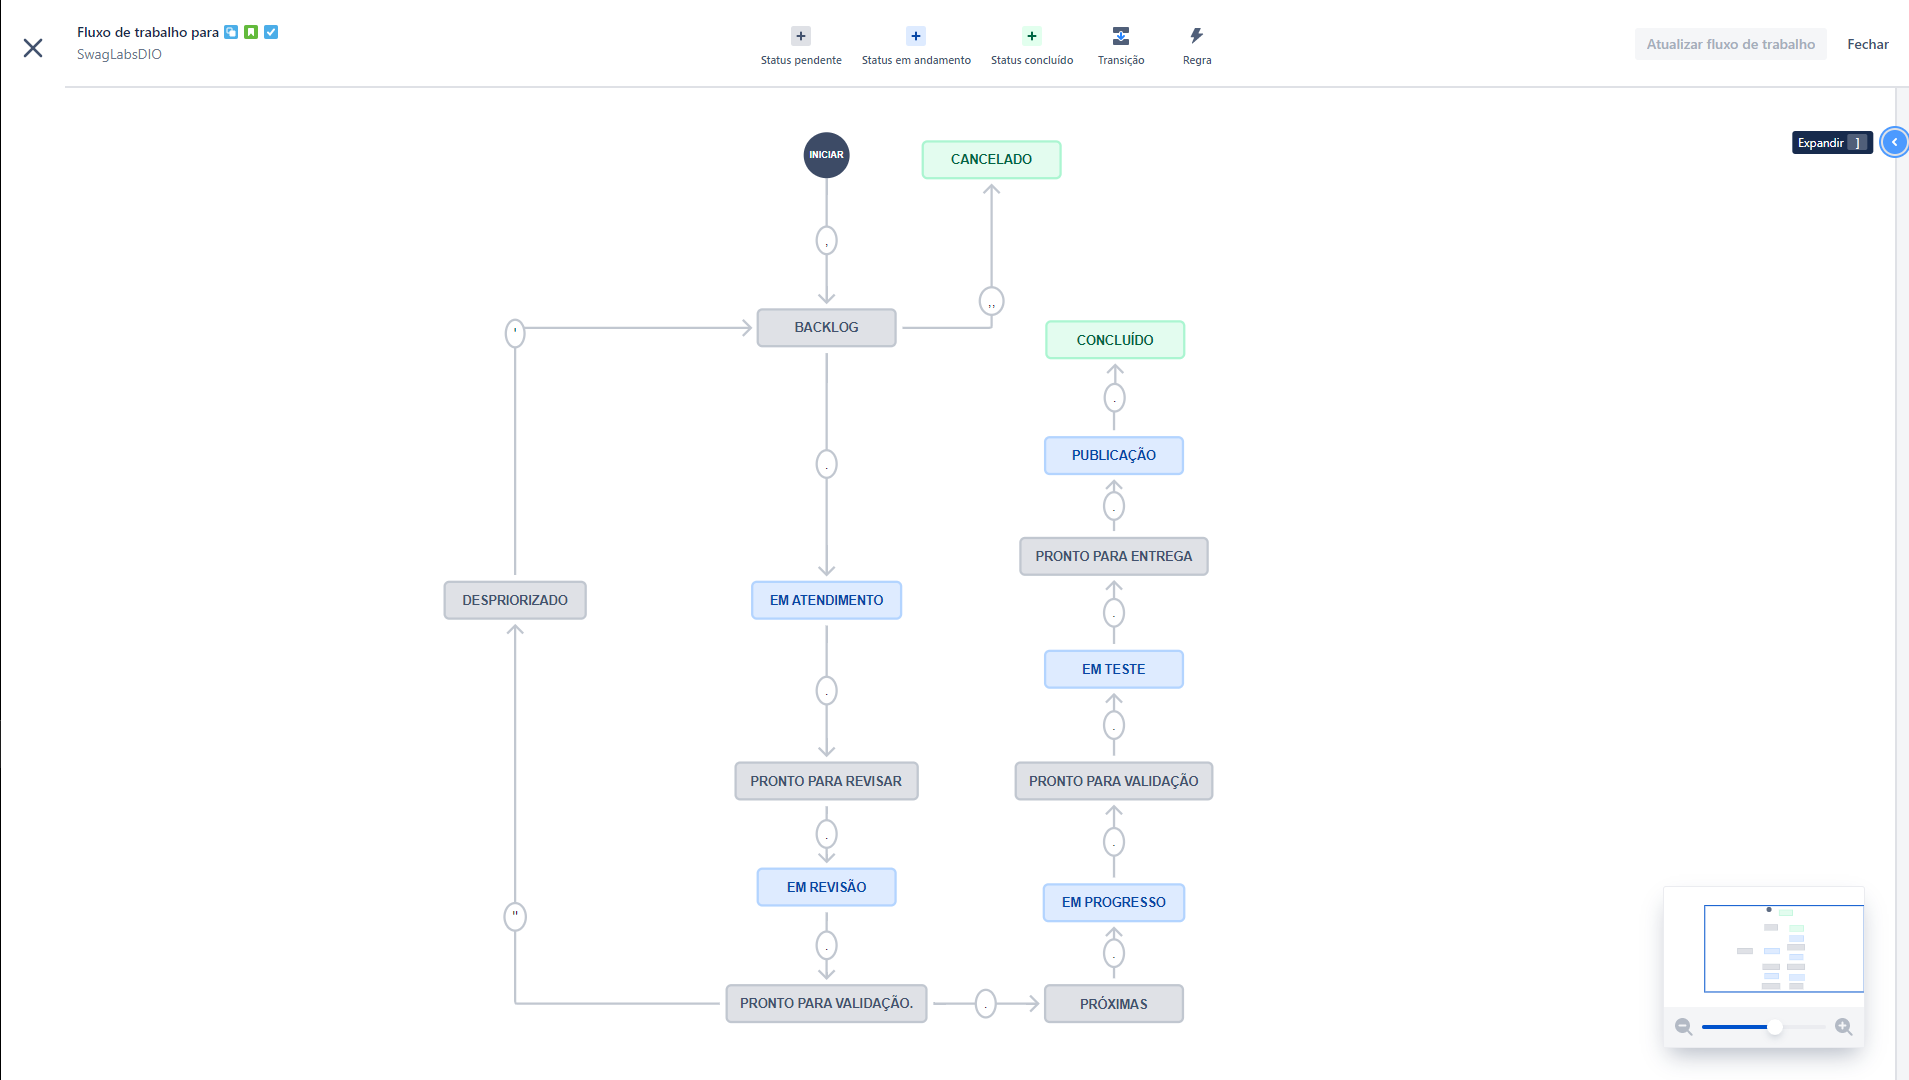 Fluxo de trabalho para
SwagLabsDIO
Status pendente
Status em andamento
Status concluído
Transição
Regra
Atualizar fluxo de trabalho
Fechar
Expandir ]
INICIAR
CANCELADO
,
,,
'
BACKLOG
CONCLUÍDO
.
PUBLICAÇÃO
.
.
PRONTO PARA ENTREGA
DESPRIORIZADO
EM ATENDIMENTO
.
EM TESTE
.
.
PRONTO PARA REVISAR
PRONTO PARA VALIDAÇÃO
.
.
EM REVISÃO
EM PROGRESSO
"
.
.
PRONTO PARA VALIDAÇÃO.
.
PRÓXIMAS